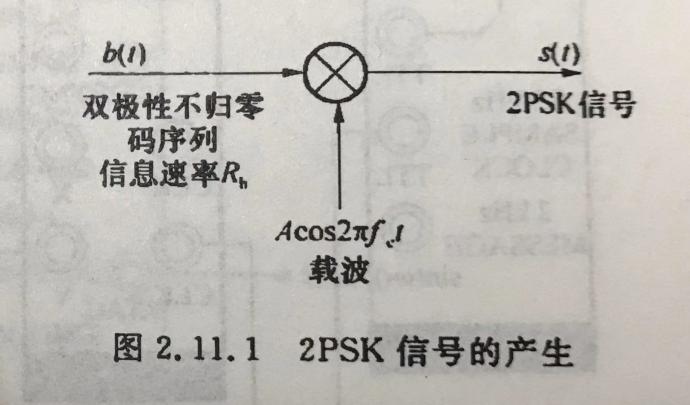 b(t)
s(t)
双极性不归零
码序列
信息速率R_b
2PSK信号
Acos2πf_c t
载波
图 2.11.1 2PSK 信号的产生